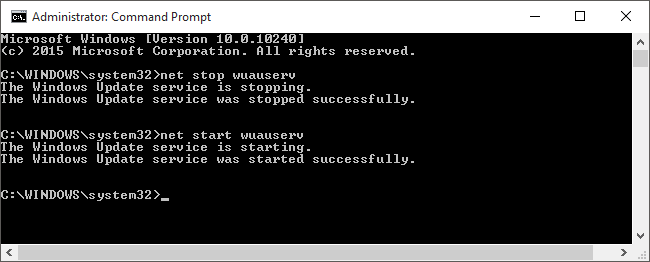 Administrator: Command Prompt
Microsoft Windows [Version 10.0.10240]
(c) 2015 Microsoft Corporation. All rights reserved.
C:\WINDOWS\system32>net stop wuauserv
The Windows Update service is stopping.
The Windows Update service was stopped successfully.
C:\WINDOWS\system32>net start wuauserv
The Windows Update service is starting.
The Windows Update service was started successfully.
C:\WINDOWS\system32>_